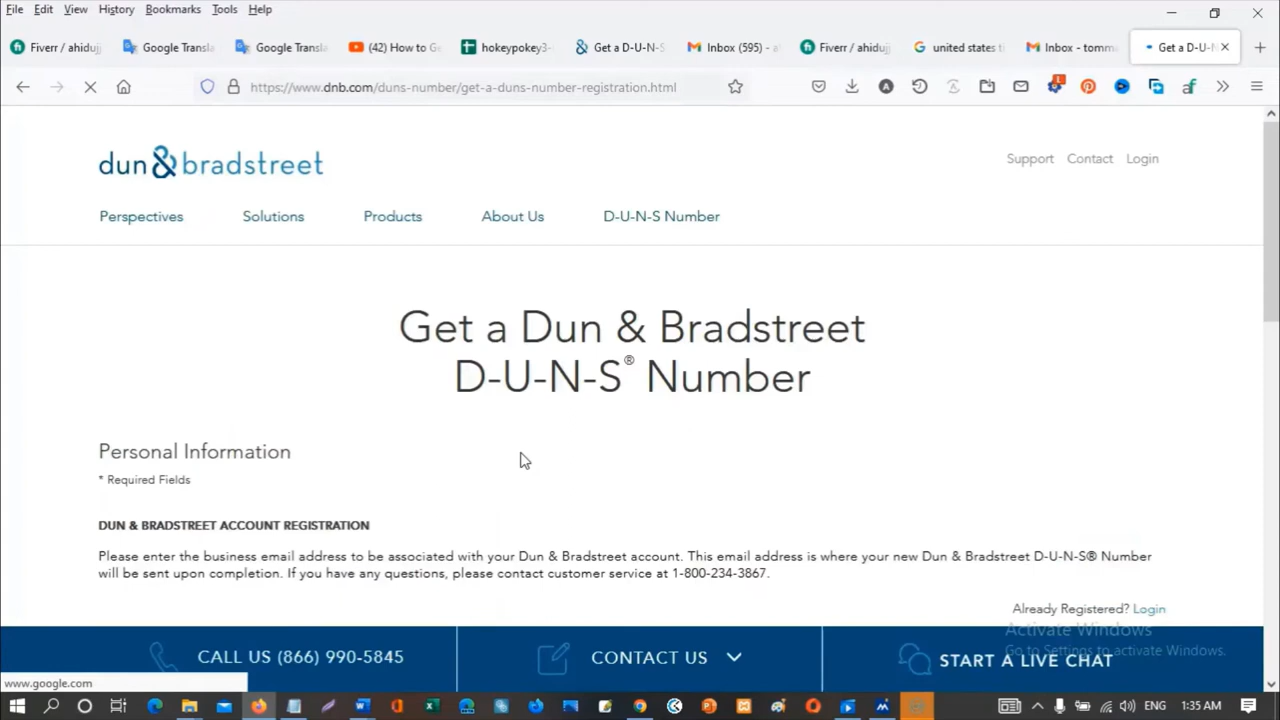 File Edit View History Bookmarks Tools Help
Fiverr / ahidujj Google Transla Google Transla (42) How to Ge hokeypokey3- Get a D-U-N-S Inbox (595) - a Fiverr / ahidujj united states t Inbox - tomm Get a D-U-N
https://www.dnb.com/duns-number/get-a-duns-number-registration.html
dun & bradstreet
Support Contact Login
Perspectives Solutions Products About Us D-U-N-S Number
Get a Dun & Bradstreet
D-U-N-S® Number
Personal Information
* Required Fields
DUN & BRADSTREET ACCOUNT REGISTRATION
Please enter the business email address to be associated with your Dun & Bradstreet account. This email address is where your new Dun & Bradstreet D-U-N-S® Number
will be sent upon completion. If you have any questions, please contact customer service at 1-800-234-3867.
Already Registered? Login
Activate Windows
Go to Settings to activate Windows.
CALL US (866) 990-5845 CONTACT US START A LIVE CHAT
www.google.com
ENG 1:35 AM